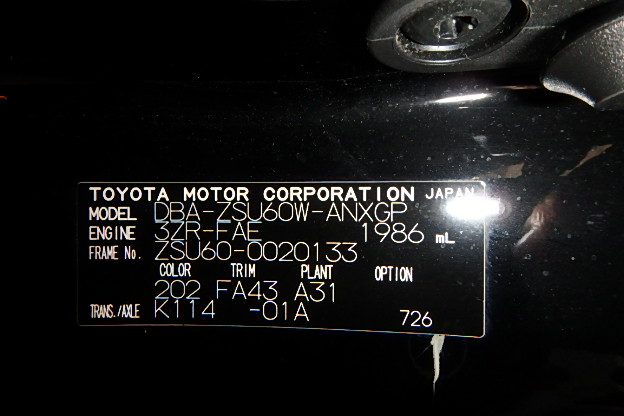 TOYOTA MOTOR CORPORATION JAPAN
MODEL DBA-ZSU60W-ANXGP
ENGINE 3ZR-FAE 1986 mL
FRAME No. ZSU60-0020133
COLOR TRIM PLANT OPTION
202 FA43 A31
TRANS./AXLE K114 -01A 726